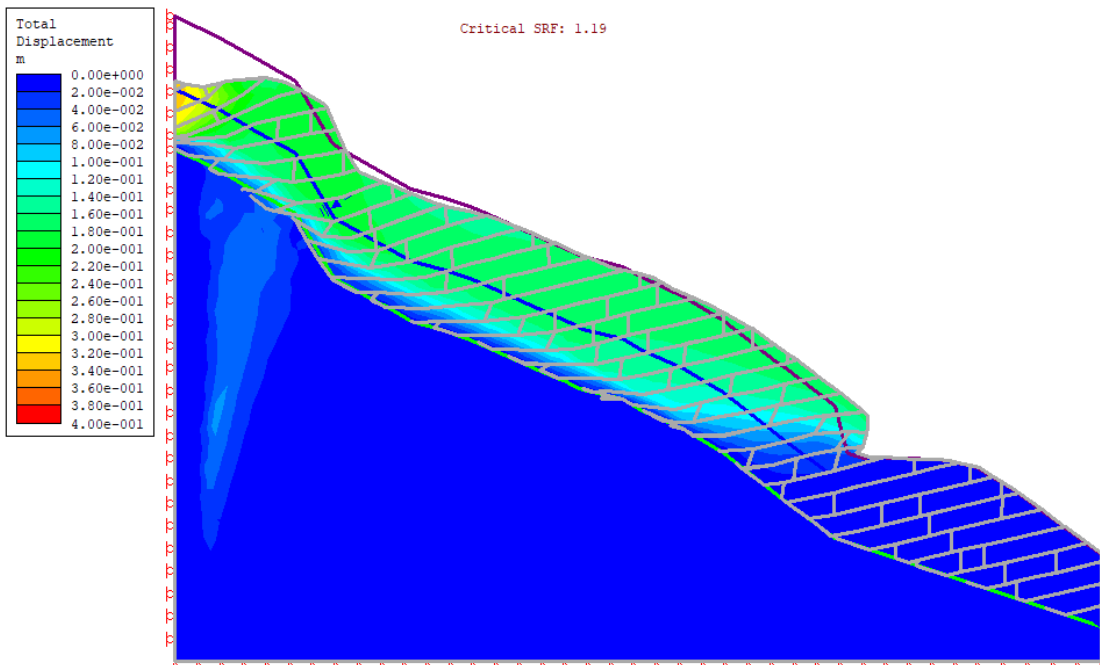 Total
Displacement
m
0.00e+000
2.00e-002
4.00e-002
6.00e-002
8.00e-002
1.00e-001
1.20e-001
1.40e-001
1.60e-001
1.80e-001
2.00e-001
2.20e-001
2.40e-001
2.60e-001
2.80e-001
3.00e-001
3.20e-001
3.40e-001
3.60e-001
3.80e-001
4.00e-001
Critical SRF: 1.19